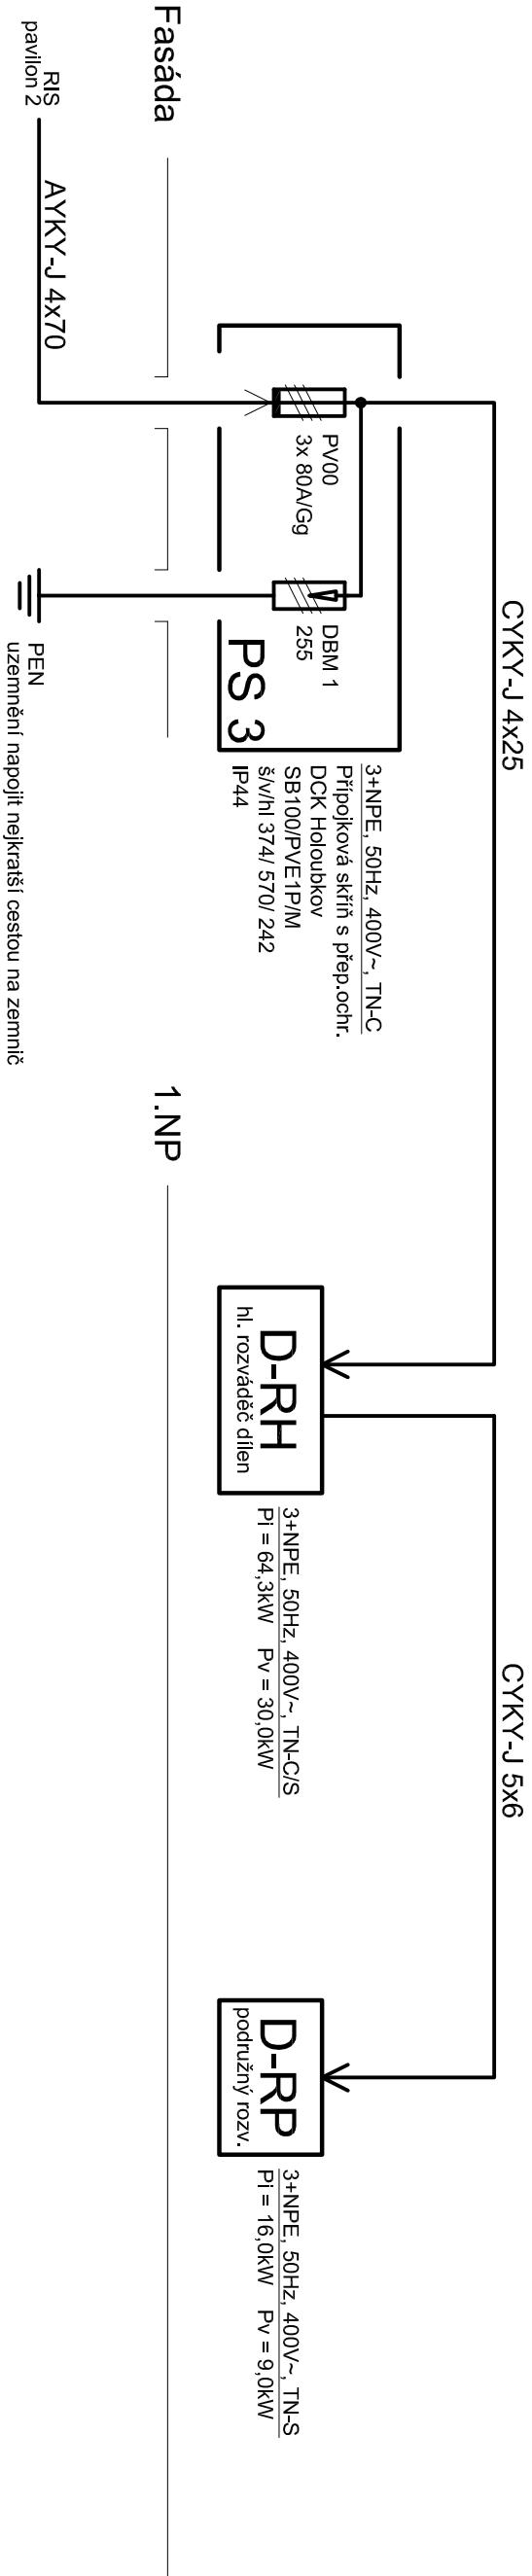 CYKY-J 4x25
CYKY-J 5x6
PV00
3x 80A/Gg
DBM 1
255
PS 3
3+NPE, 50Hz, 400V~, TN-C
Přípojková skříň s přep.ochr.
DCK Holoubkov
SB100/PVE1P/M
š/v/hl 374/ 570/ 242
IP44
D-RH
hl. rozváděč dílen
3+NPE, 50Hz, 400V~, TN-C/S
Pi = 64,3kW Pv = 30,0kW
D-RP
podružný rozv.
3+NPE, 50Hz, 400V~, TN-S
Pi = 16,0kW Pv = 9,0kW
Fasáda
1.NP
AYKY-J 4x70
RIS
pavilon 2
PEN
uzemnění napojit nejkratší cestou na zemnič